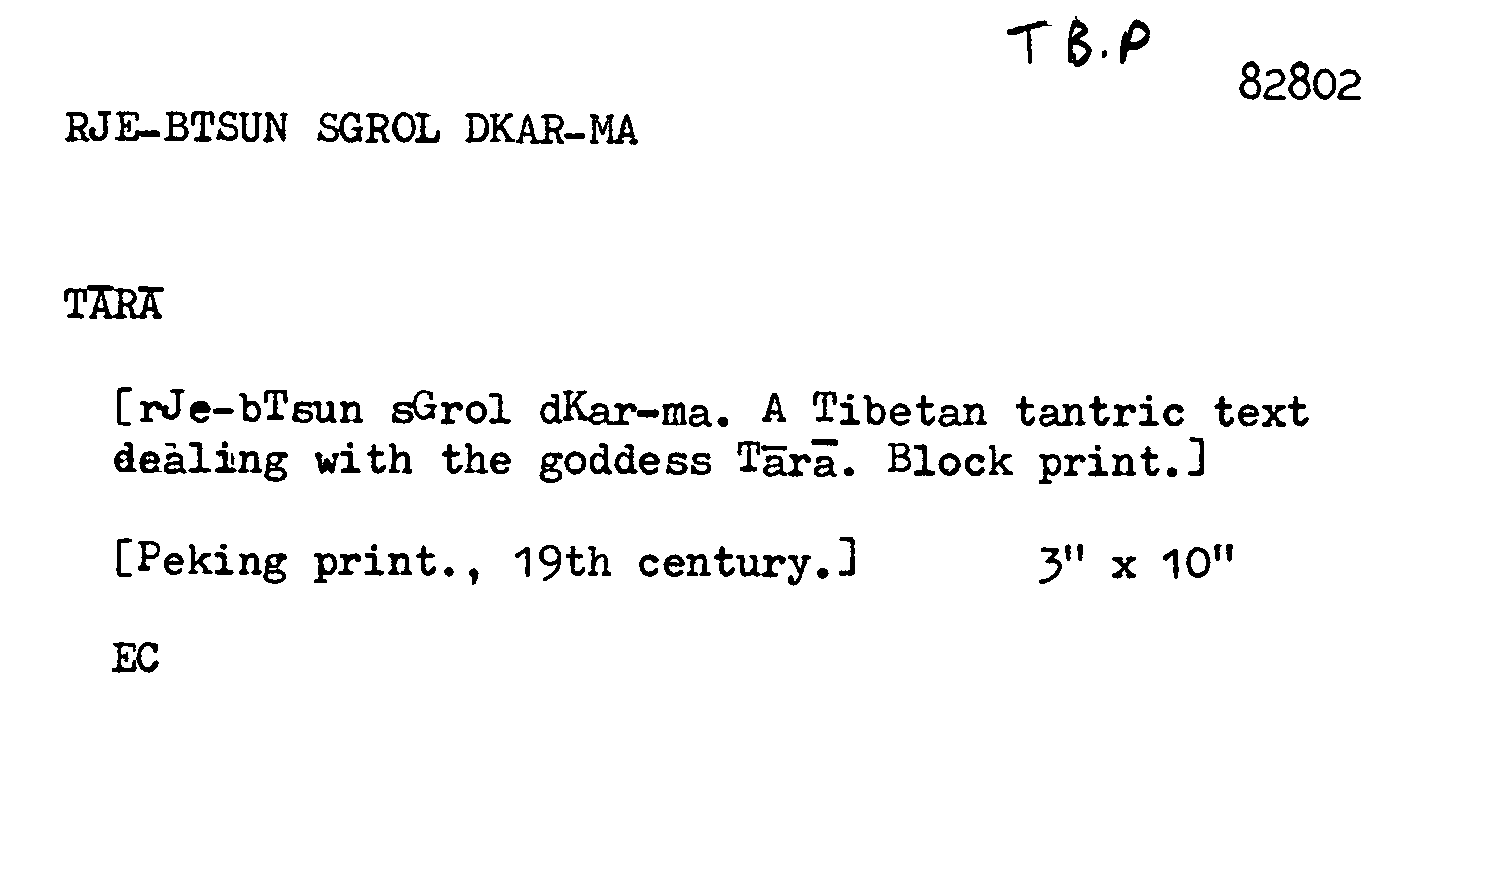 T B.P
82802
RJE-BTSUN SGROL DKAR-MA
TĀRĀ
[rJe-bTsun sGrol dKar-ma. A Tibetan tantric text
dealing with the goddess Tārā. Block print.]
[Peking print., 19th century.] 3" x 10"
EC